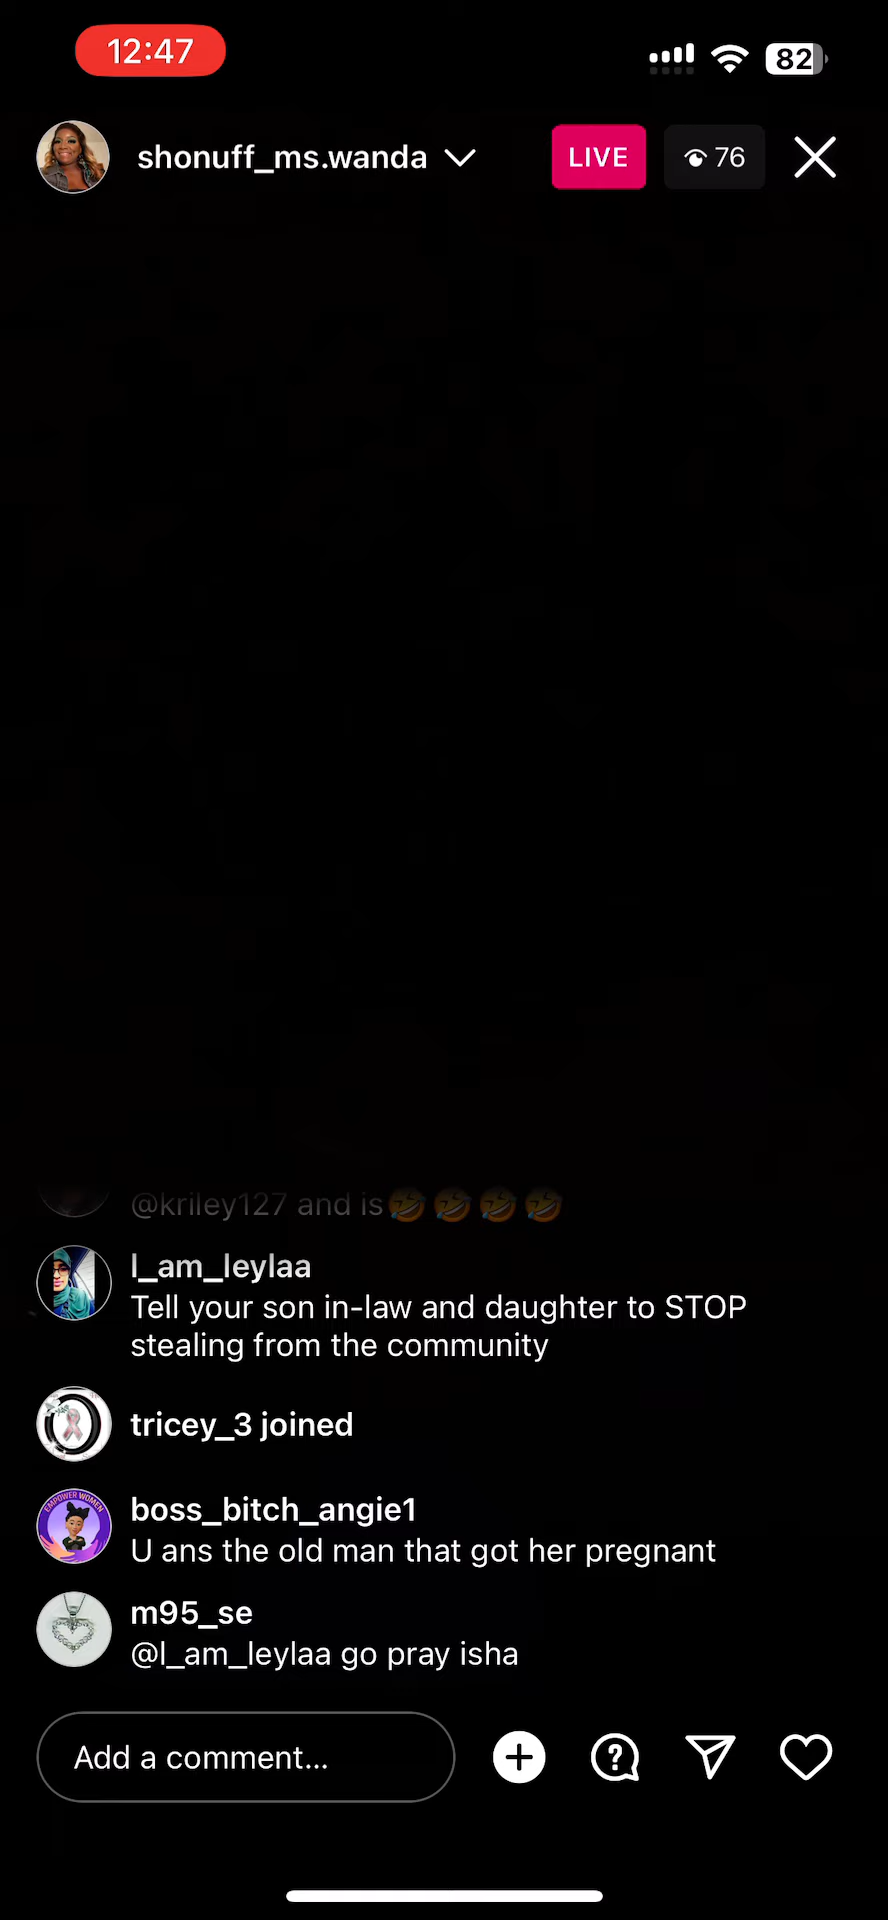 12:47
82
shonuff_ms.wanda
LIVE
76
@kriley127 and is🤣🤣🤣🤣
l_am_leylaa
Tell your son in-law and daughter to STOP
stealing from the community
tricey_3 joined
EMPOWER WOMEN
boss_bitch_angie1
U ans the old man that got her pregnant
m95_se
@l_am_leylaa go pray isha
Add a comment...